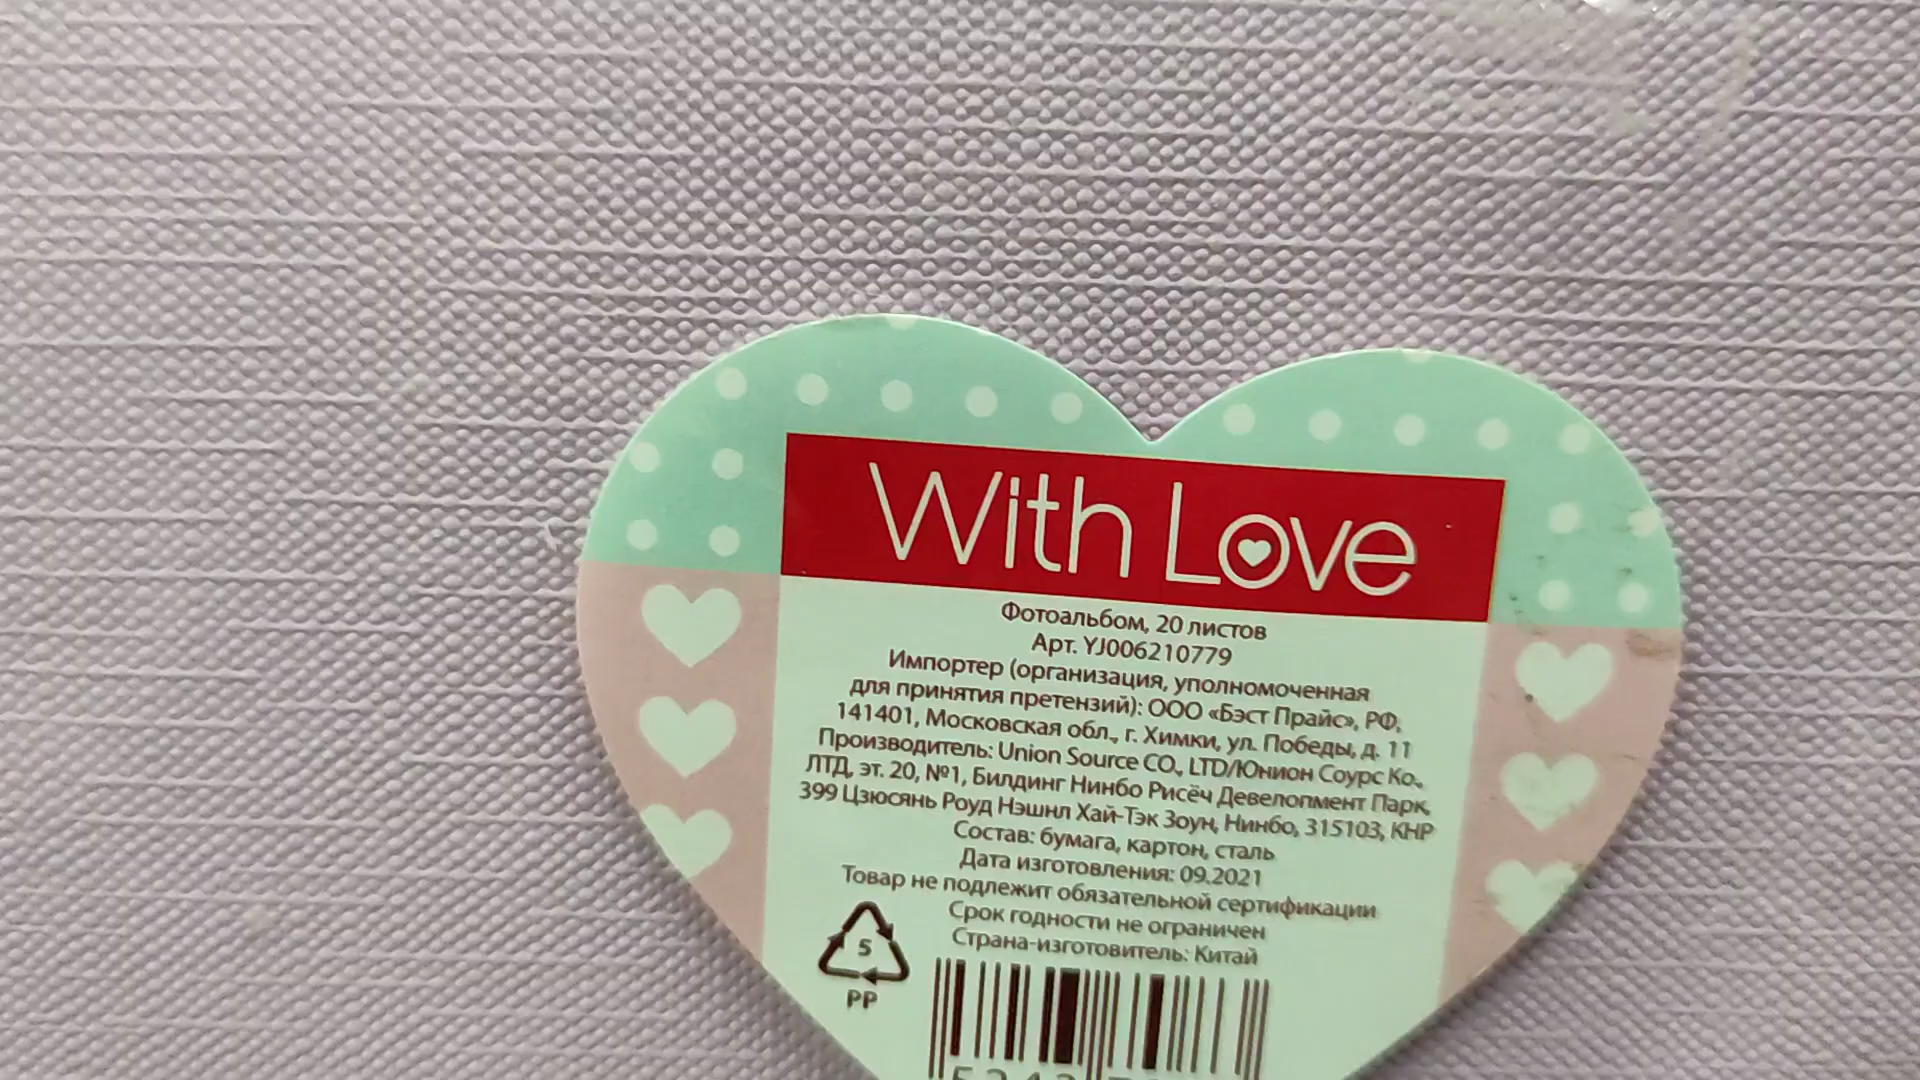 With Love
Фотоальбом, 20 листов
Арт. YJ006210779
Импортер (организация, уполномоченная
для принятия претензий): ООО «Бэст Прайс», РФ,
141401, Московская обл., г. Химки, ул. Победы, д. 11
Производитель: Union Source CO., LTD/Юнион Соурс Ко.,
ЛТД, эт. 20, №1, Билдинг Нинбо Рисёч Девелопмент Парк,
399 Цзюсянь Роуд Нэшнл Хай-Тэк Зоун, Нинбо, 315103, КНР
Состав: бумага, картон, сталь
Дата изготовления: 09.2021
Товар не подлежит обязательной сертификации
Срок годности не ограничен
Страна-изготовитель: Китай
5
PP